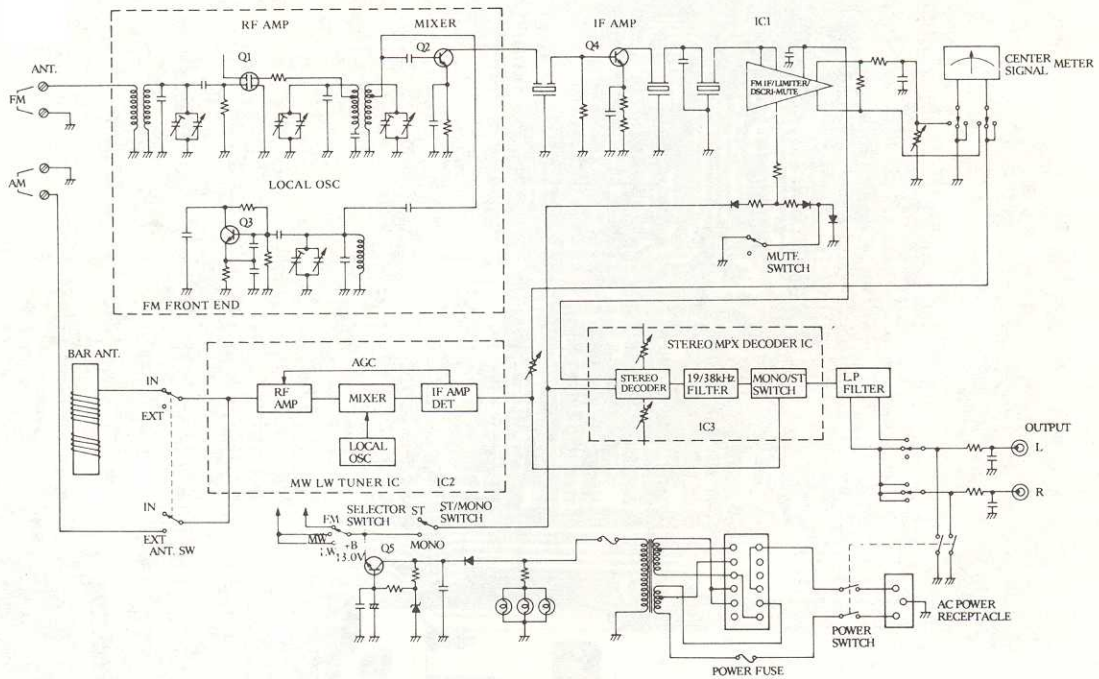 RF AMP
MIXER
IF AMP
IC1
Q1
Q2
Q4
ANT.
FM
AM
FM IF/LIMITER/
DSCRI-MUTE
CENTER
SIGNAL
METER
LOCAL OSC
Q3
MUTE
SWITCH
FM FRONT END
BAR ANT.
IN
EXT
AGC
RF
AMP
MIXER
IF AMP
DET
LOCAL
OSC
MW LW TUNER IC
IC2
STEREO MPX DECODER IC
STEREO
DECODER
19/38kHz
FILTER
MONO/ST
SWITCH
L.P
FILTER
IC3
OUTPUT
L
R
IN
EXT
ANT. SW
FM
MW
LW
SELECTOR
SWITCH
ST
ST/MONO
SWITCH
MONO
+B
13.0V
Q5
AC POWER
RECEPTACLE
POWER
SWITCH
POWER FUSE